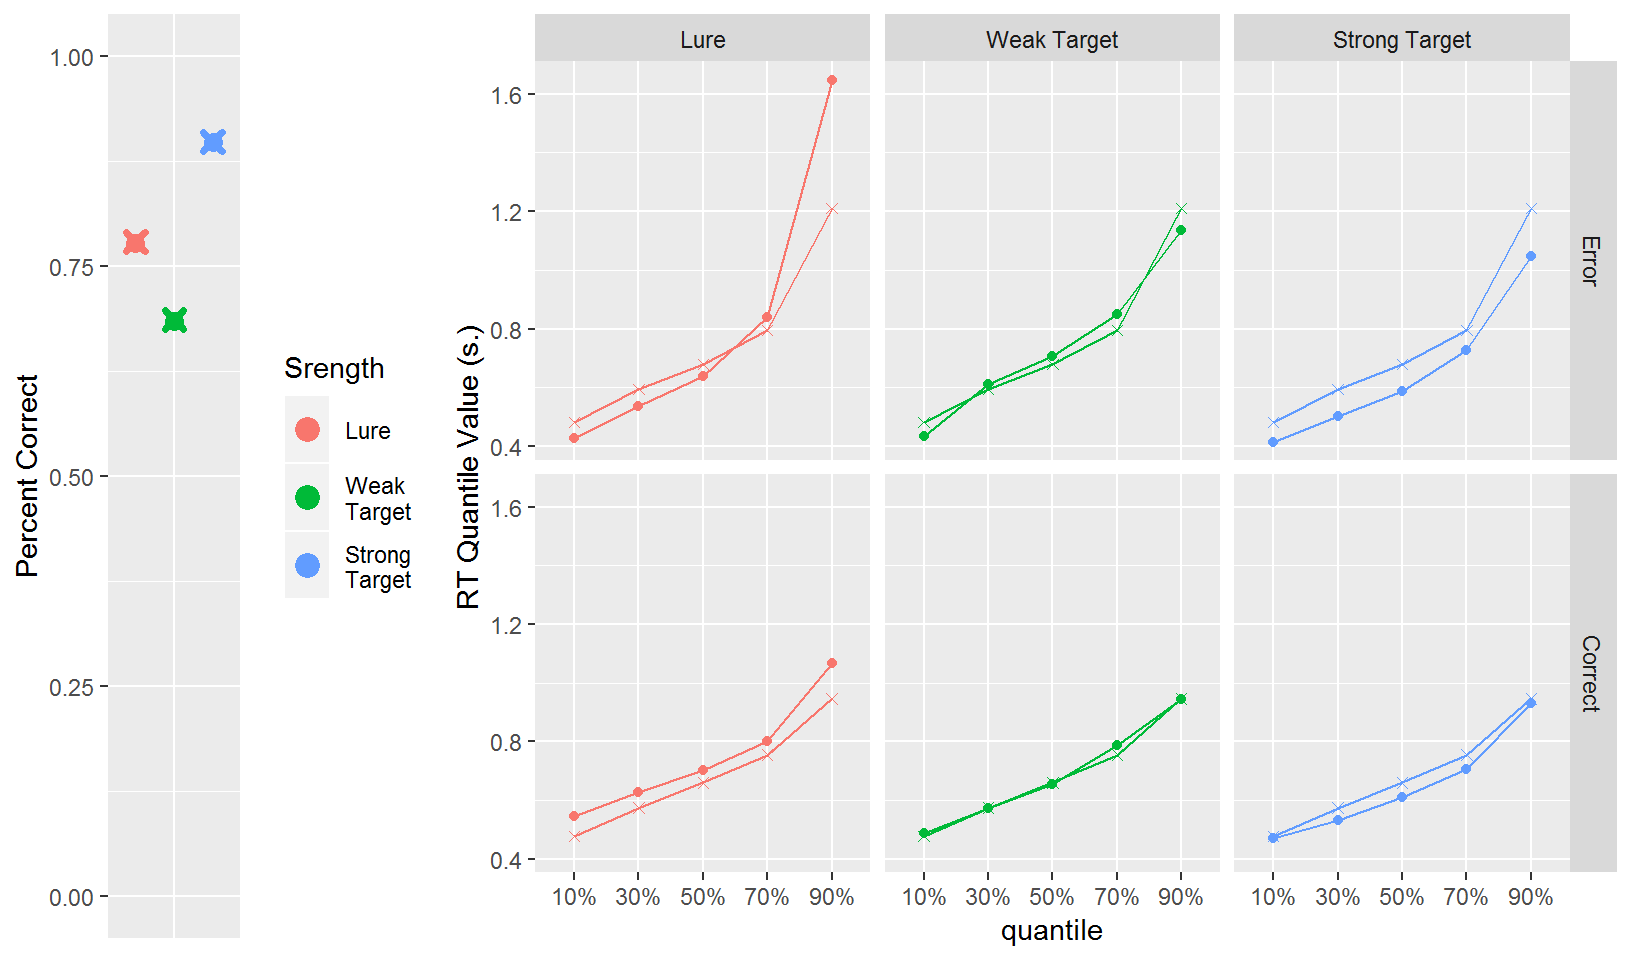 Percent Correct
1.00
0.75
0.50
0.25
0.00
Srength
Lure
Weak
Target
Strong
Target
RT Quantile Value (s.)
Lure
Weak Target
Strong Target
1.6
1.2
0.8
0.4
Error
1.6
1.2
0.8
0.4
Correct
10% 30% 50% 70% 90%
10% 30% 50% 70% 90%
10% 30% 50% 70% 90%
quantile